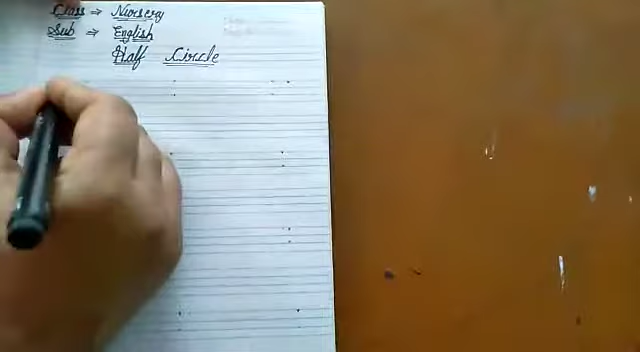 Class ⇒ Nursery
Sub ⇒ English
Half Circle